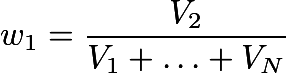 w_1 = \frac{V_2}{V_1 + \ldots + V_N}